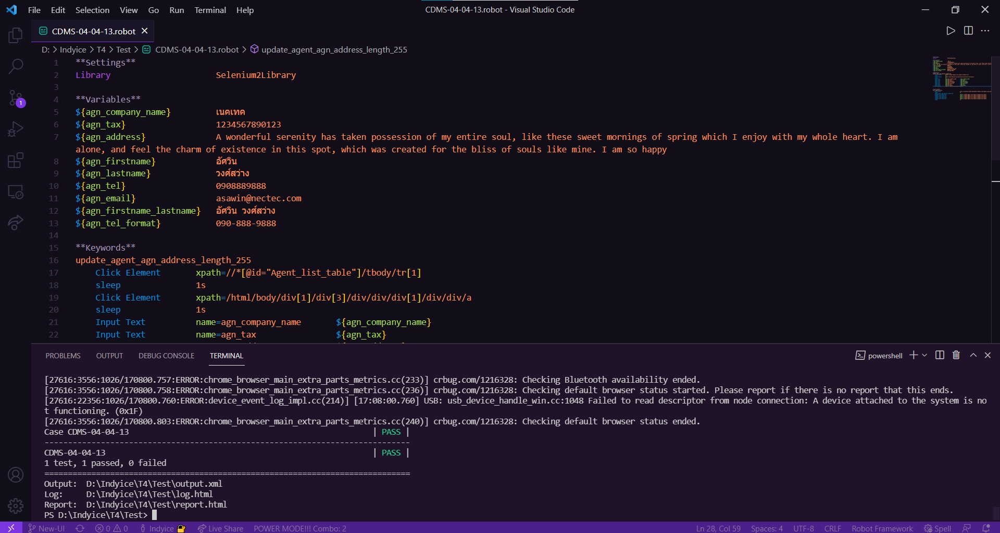 File Edit Selection View Go Run Terminal Help CDMS-04-04-13.robot - Visual Studio Code
CDMS-04-04-13.robot
D: > Indyice > T4 > Test > CDMS-04-04-13.robot > update_agent_agn_address_length_255
1 **Settings**
2 Library Selenium2Library
3
4 **Variables**
5 ${agn_company_name} เนคเทค
6 ${agn_tax} 1234567890123
7 ${agn_address} A wonderful serenity has taken possession of my entire soul, like these sweet mornings of spring which I enjoy with my whole heart. I am
alone, and feel the charm of existence in this spot, which was created for the bliss of souls like mine. I am so happy
8 ${agn_firstname} อัศวิน
9 ${agn_lastname} วงศ์สว่าง
10 ${agn_tel} 0908889888
11 ${agn_email} asawin@nectec.com
12 ${agn_firstname_lastname} อัศวิน วงศ์สว่าง
13 ${agn_tel_format} 090-888-9888
14
15 **Keywords**
16 update_agent_agn_address_length_255
17 Click Element xpath=//*[@id="Agent_list_table"]/tbody/tr[1]
18 sleep 1s
19 Click Element xpath=/html/body/div[1]/div[3]/div/div/div[1]/div/div/a
20 sleep 1s
21 Input Text name=agn_company_name ${agn_company_name}
22 Input Text name=agn_tax ${agn_tax}
PROBLEMS OUTPUT DEBUG CONSOLE TERMINAL powershell
[27616:3556:1026/170800.757:ERROR:chrome_browser_main_extra_parts_metrics.cc(233)] crbug.com/1216328: Checking Bluetooth availability ended.
[27616:3556:1026/170800.758:ERROR:chrome_browser_main_extra_parts_metrics.cc(236)] crbug.com/1216328: Checking default browser status started. Please report if there is no report that this ends.
[27616:22356:1026/170800.760:ERROR:device_event_log_impl.cc(214)] [17:08:00.760] USB: usb_device_handle_win.cc:1048 Failed to read descriptor from node connection: A device attached to the system is no
t functioning. (0x1F)
[27616:3556:1026/170800.803:ERROR:chrome_browser_main_extra_parts_metrics.cc(240)] crbug.com/1216328: Checking default browser status ended.
Case CDMS-04-04-13 | PASS |
------------------------------------------------------------------------------
CDMS-04-04-13 | PASS |
1 test, 1 passed, 0 failed
==============================================================================
Output: D:\Indyice\T4\Test\output.xml
Log: D:\Indyice\T4\Test\log.html
Report: D:\Indyice\T4\Test\report.html
PS D:\Indyice\T4\Test>
New-UI 0 0 Indyice Live Share POWER MODE!!! Combo: 2 Ln 28, Col 59 Spaces: 4 UTF-8 CRLF Robot Framework Spell